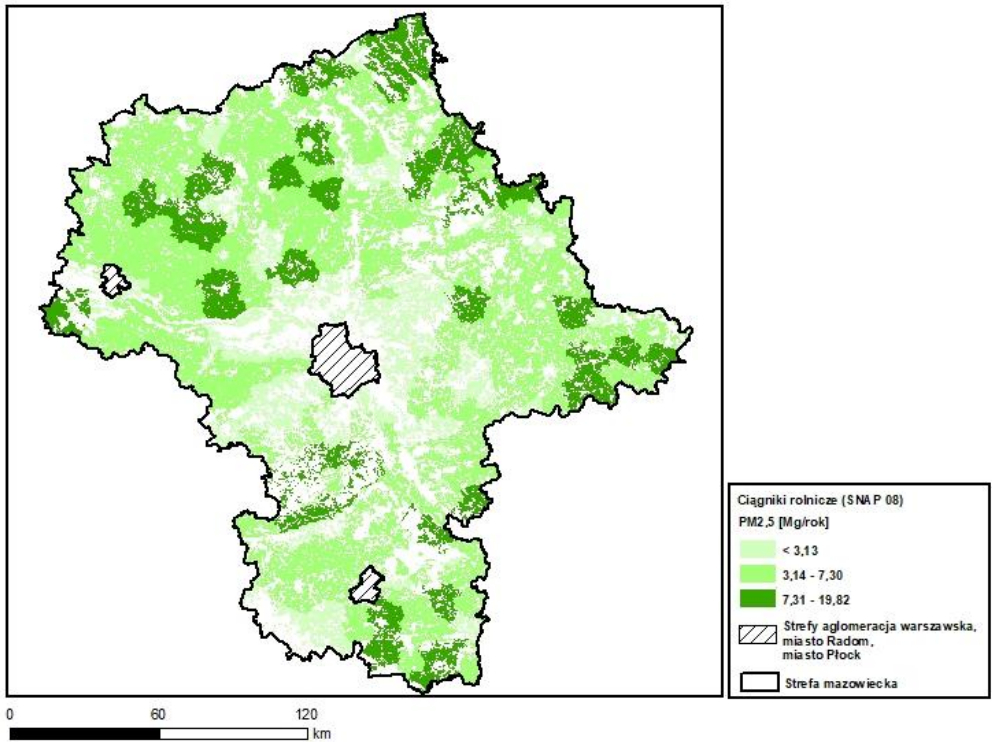 Ciągniki rolnicze (SNAP 08)
PM2,5 [Mg/rok]
< 3,13
3,14 - 7,30
7,31 - 19,82
Strefy aglomeracja warszawska,
miasto Radom,
miasto Płock
Strefa mazowiecka
0 60 120
km